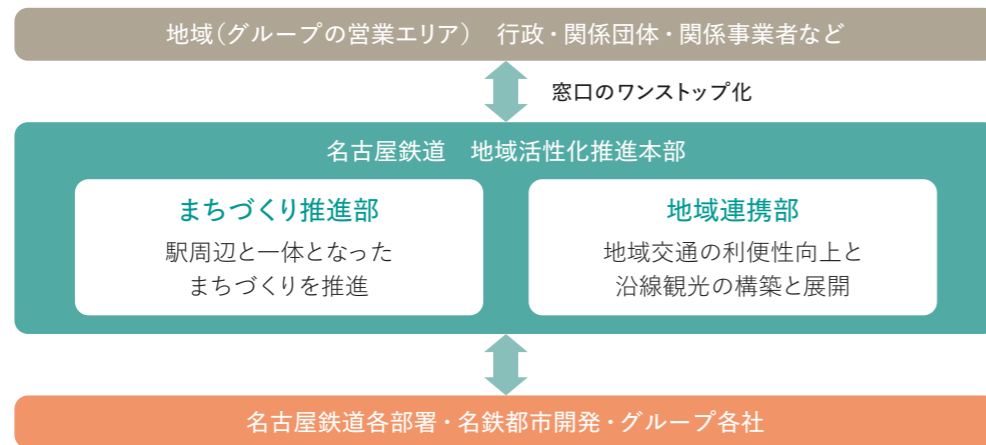 地域(グループの営業エリア) 行政・関係団体・関係事業者など
窓口のワンストップ化
名古屋鉄道 地域活性化推進本部
まちづくり推進部
駅周辺と一体となった
まちづくりを推進
地域連携部
地域交通の利便性向上と
沿線観光の構築と展開
名古屋鉄道各部署・名鉄都市開発・グループ各社